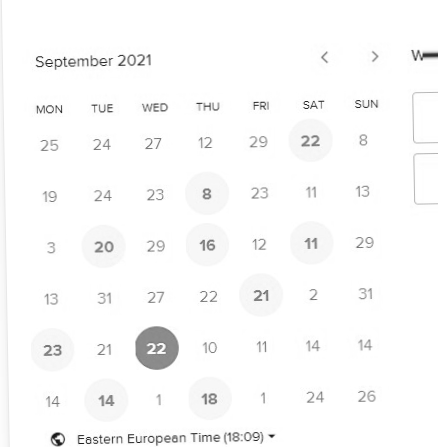 September 2021
MON TUE WED THU FRI SAT SUN
25 24 27 12 29 22 8
19 24 23 8 23 11 13
3 20 29 16 12 11 29
13 31 27 22 21 2 31
23 21 22 10 11 14 14
14 14 1 18 1 24 26
Eastern European Time (18:09)